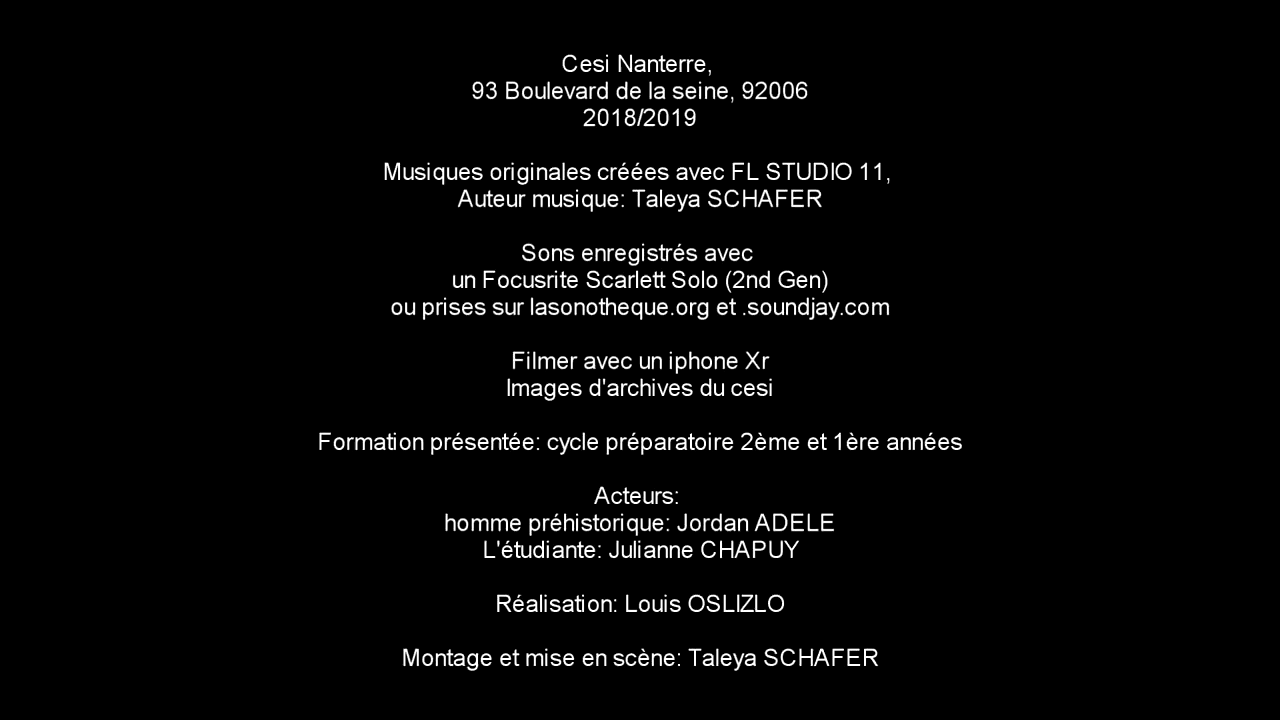 Cesi Nanterre,
93 Boulevard de la seine, 92006
2018/2019
Musiques originales créées avec FL STUDIO 11,
Auteur musique: Taleya SCHAFER
Sons enregistrés avec
un Focusrite Scarlett Solo (2nd Gen)
ou prises sur lasonotheque.org et .soundjay.com
Filmer avec un iphone Xr
Images d'archives du cesi
Formation présentée: cycle préparatoire 2ème et 1ère années
Acteurs:
homme préhistorique: Jordan ADELE
L'étudiante: Julianne CHAPUY
Réalisation: Louis OSLIZLO
Montage et mise en scène: Taleya SCHAFER